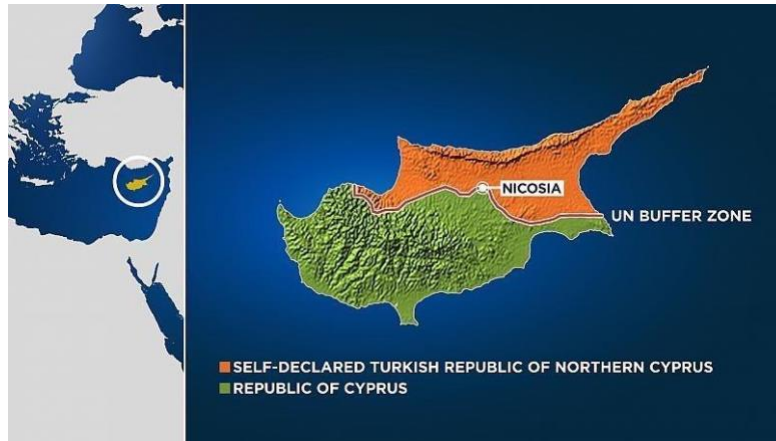 NICOSIA
UN BUFFER ZONE
SELF-DECLARED TURKISH REPUBLIC OF NORTHERN CYPRUS
REPUBLIC OF CYPRUS